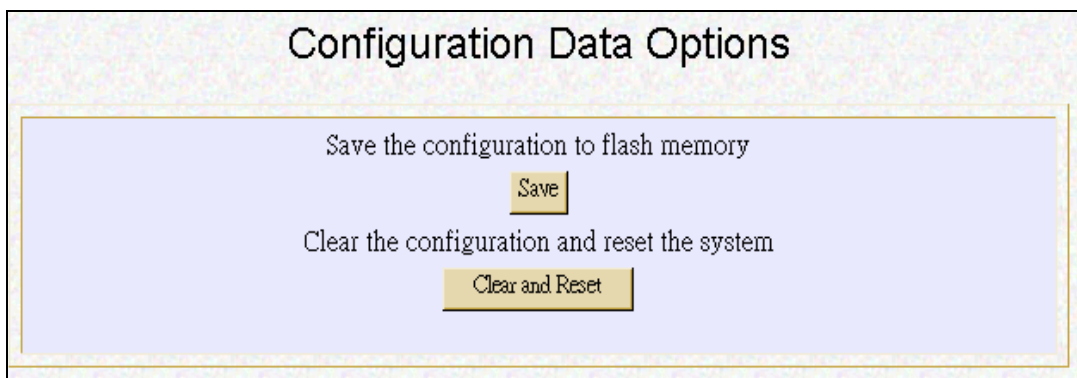 Configuration Data Options
Save the configuration to flash memory
Save
Clear the configuration and reset the system
Clear and Reset